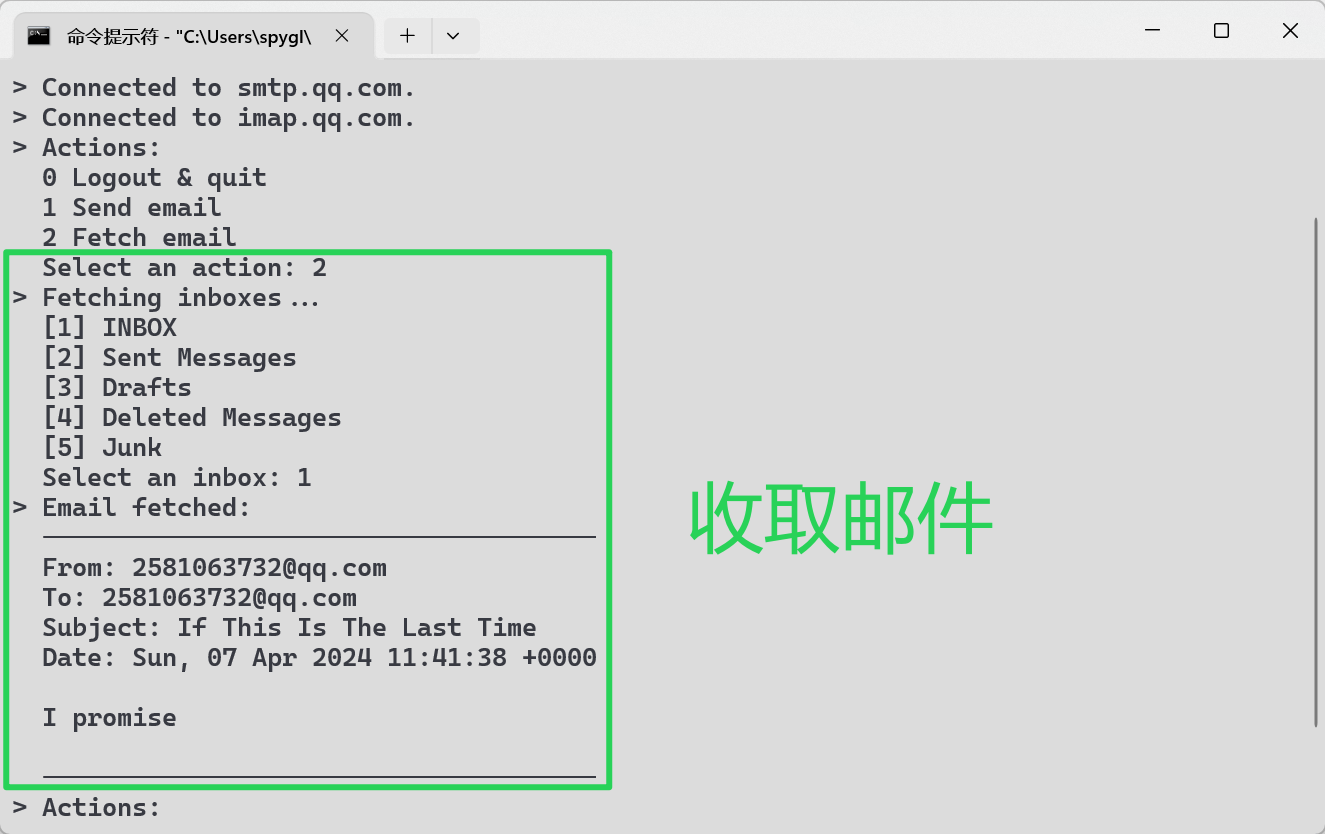 命令提示符 - "C:\Users\spygl\
> Connected to smtp.qq.com.
> Connected to imap.qq.com.
> Actions:
0 Logout & quit
1 Send email
2 Fetch email
Select an action: 2
> Fetching inboxes...
[1] INBOX
[2] Sent Messages
[3] Drafts
[4] Deleted Messages
[5] Junk
Select an inbox: 1
> Email fetched:
From: 2581063732@qq.com
To: 2581063732@qq.com
Subject: If This Is The Last Time
Date: Sun, 07 Apr 2024 11:41:38 +0000
I promise
> Actions:
收取邮件